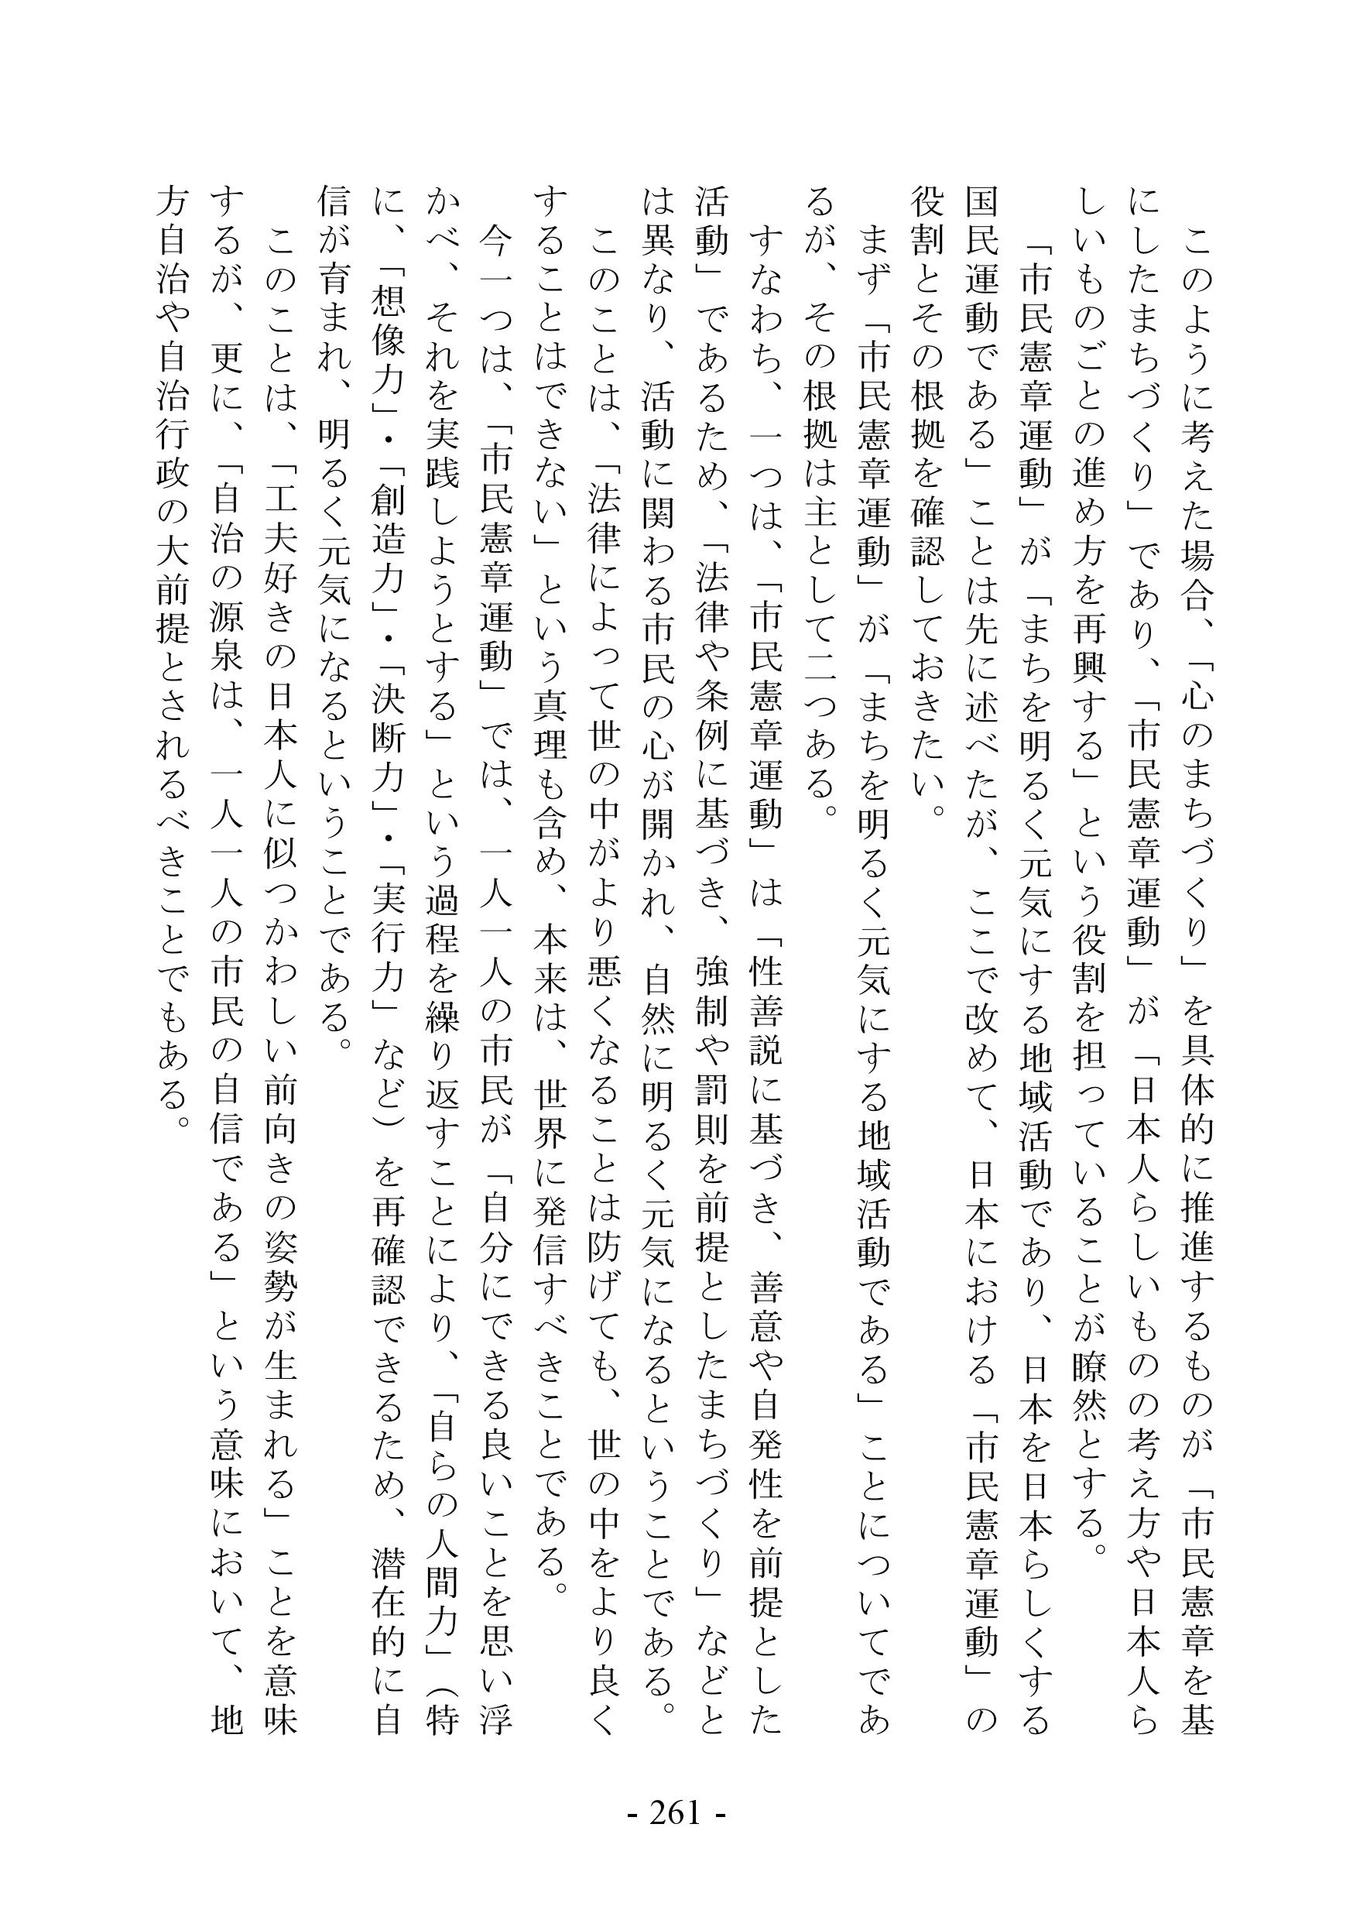 このように考えた場合、「心のまちづくり」を具体的に推進するものが「市民憲章を基
にしたまちづくり」であり、「市民憲章運動」が「日本人らしいものの考え方や日本人ら
しいものごとの進め方を再興する」という役割を担っていることが瞭然とする。
「市民憲章運動」が「まちを明るく元気にする地域活動であり、日本を日本らしくする
国民運動である」ことは先に述べたが、ここで改めて、日本における「市民憲章運動」の
役割とその根拠を確認しておきたい。
まず「市民憲章運動」が「まちを明るく元気にする地域活動である」ことについてであ
るが、その根拠は主として二つある。
すなわち、一つは、「市民憲章運動」は「性善説に基づき、善意や自発性を前提とした
活動」であるため、「法律や条例に基づき、強制や罰則を前提としたまちづくり」などと
は異なり、活動に関わる市民の心が開かれ、自然に明るく元気になるということである。
このことは、「法律によって世の中がより悪くなることは防げても、世の中をより良く
することはできない」という真理も含め、本来は、世界に発信すべきことである。
今一つは、「市民憲章運動」では、一人一人の市民が「自分にできる良いことを思い浮
かべ、それを実践しようとする」という過程を繰り返すことにより、「自らの人間力」（特
に、「想像力」・「創造力」・「決断力」・「実行力」など）を再確認できるため、潜在的に自
信が育まれ、明るく元気になるということである。
このことは、「工夫好きの日本人に似つかわしい前向きの姿勢が生まれる」ことを意味
するが、更に、「自治の源泉は、一人一人の市民の自信である」という意味において、地
方自治や自治行政の大前提とされるべきことでもある。
- 261 -